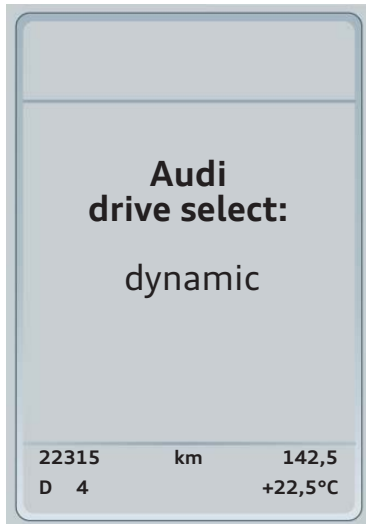 Audi
drive select:
dynamic
22315 km 142,5
D 4 +22,5°C